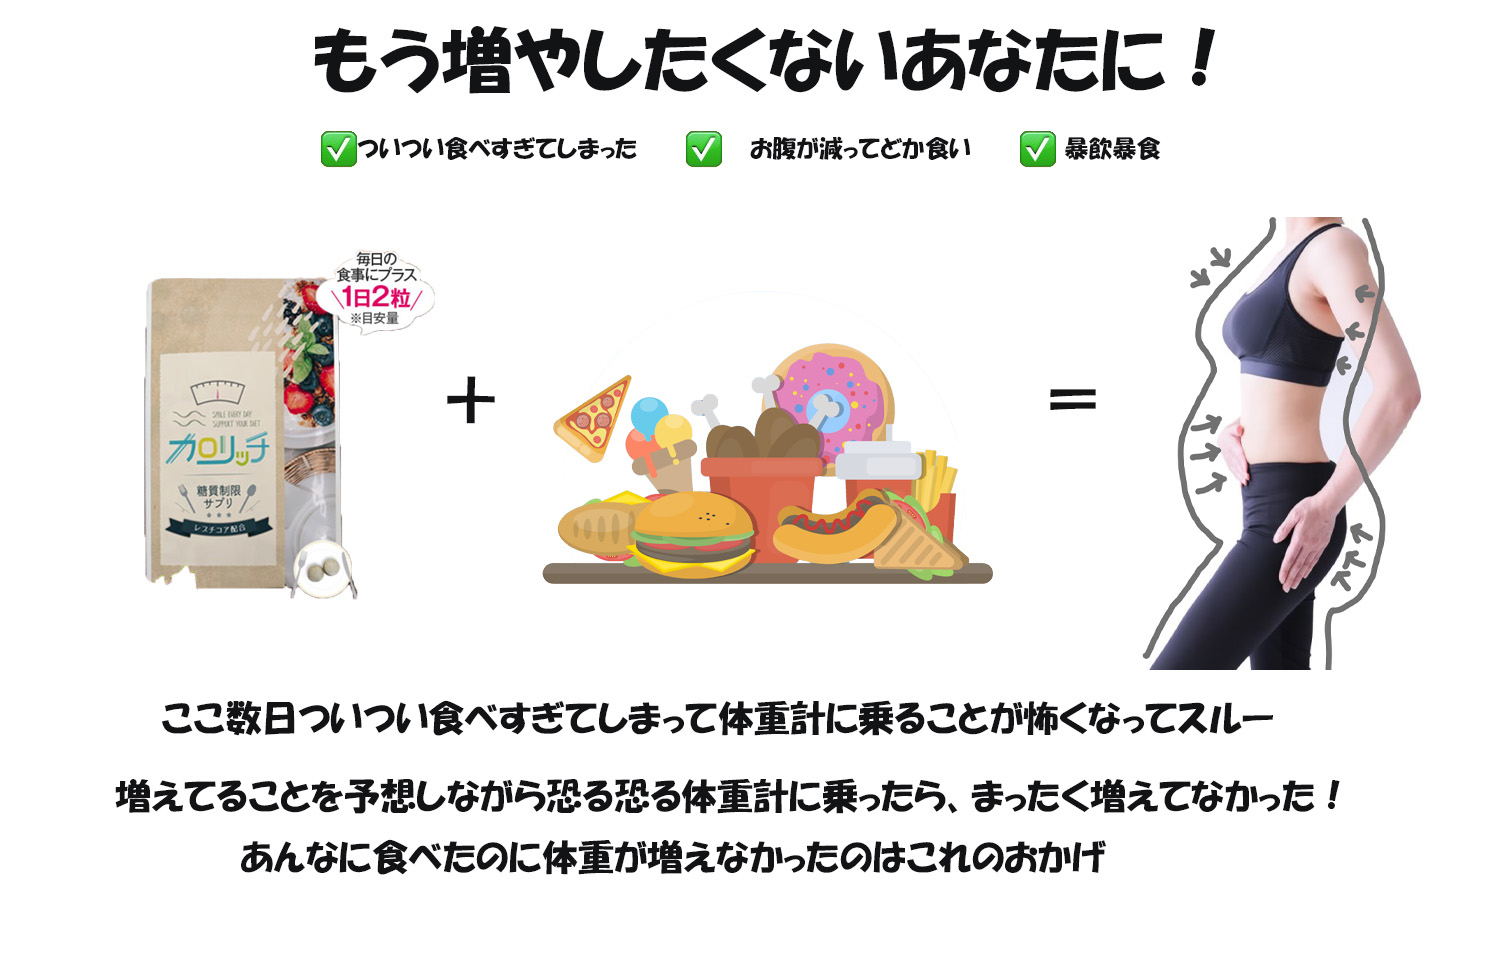 もう増やしたくないあなたに！
✅ついつい食べすぎてしまった ✅ お腹が減ってどか食い ✅ 暴飲暴食
毎日の
食事にプラス
\1日2粒/
※目安量
SMILE EVERY DAY
SUPPORT YOUR DIET
カロリッチ
糖質制限
サプリ
レスチコア配合
+
=
ここ数日ついつい食べすぎてしまって体重計に乗ることが怖くなってスルー
増えてることを予想しながら恐る恐る体重計に乗ったら、まったく増えてなかった！
あんなに食べたのに体重が増えなかったのはこれのおかげ